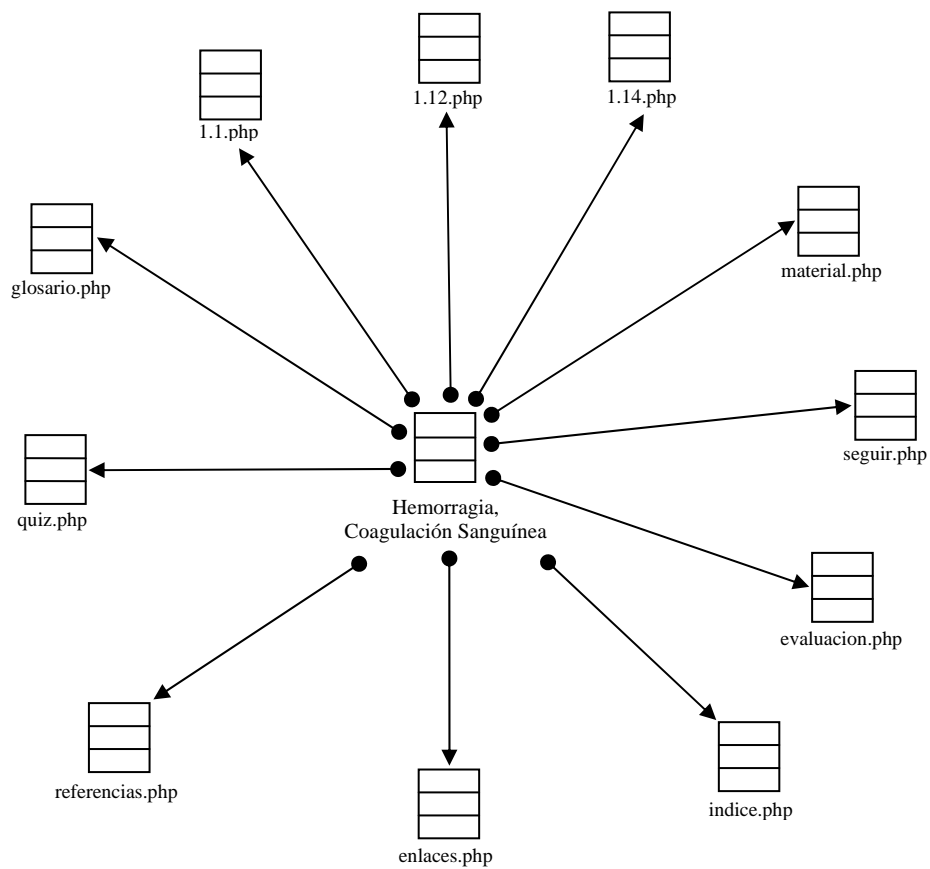 1.12.php
1.14.php
1.1.php
material.php
glosario.php
seguir.php
Hemorragia,
Coagulación Sanguínea
quiz.php
evaluacion.php
referencias.php
indice.php
enlaces.php